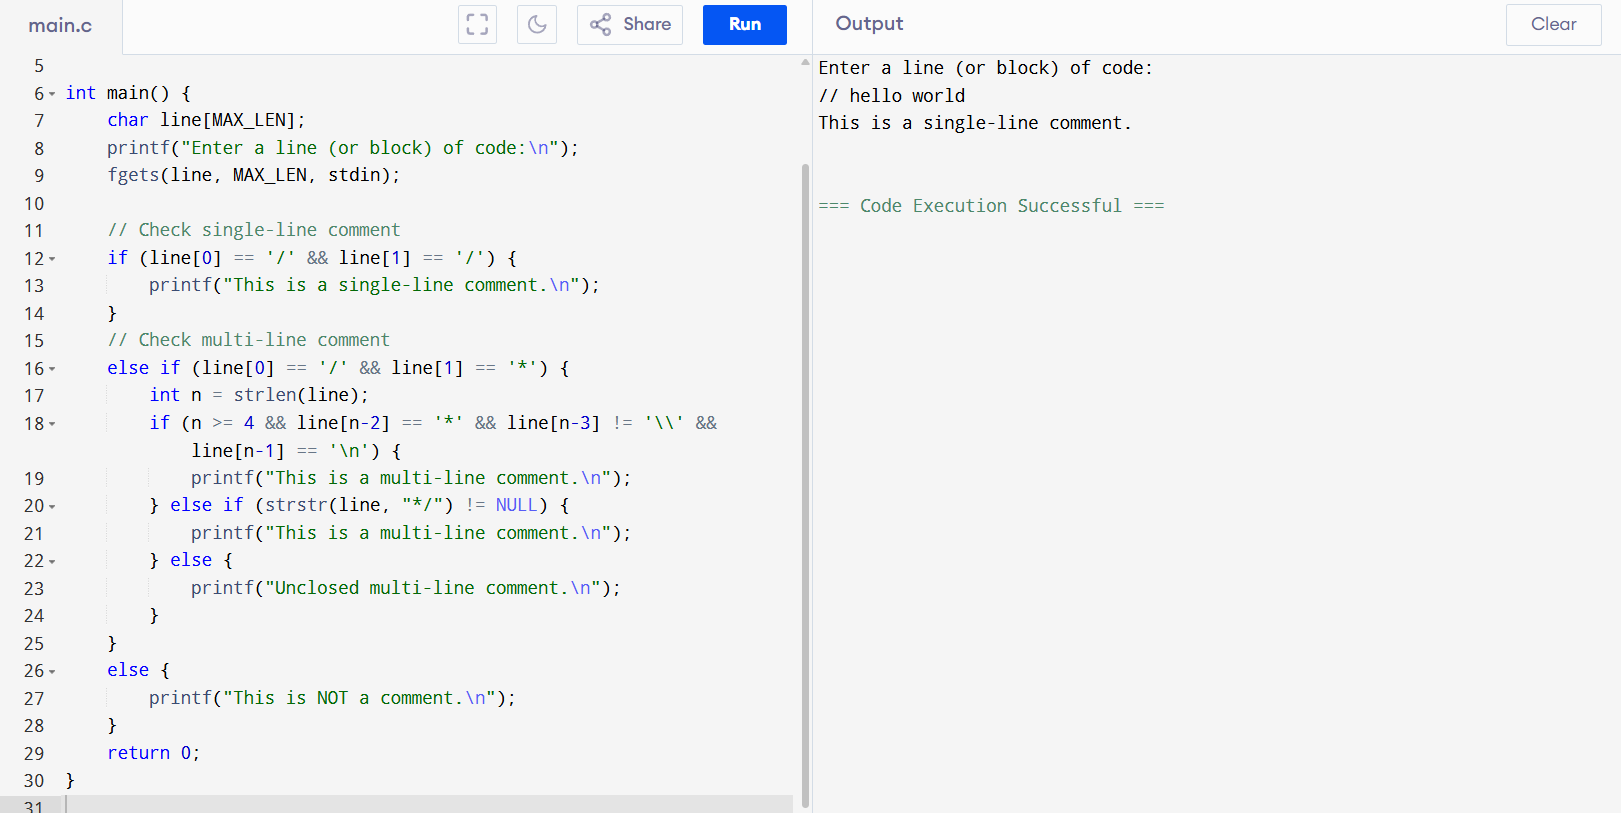 main.c
Share
Run
Output
Clear
5
6 int main() {
7 char line[MAX_LEN];
8 printf("Enter a line (or block) of code:\n");
9 fgets(line, MAX_LEN, stdin);
10
11 // Check single-line comment
12 if (line[0] == '/' && line[1] == '/') {
13 printf("This is a single-line comment.\n");
14 }
15 // Check multi-line comment
16 else if (line[0] == '/' && line[1] == '*') {
17 int n = strlen(line);
18 if (n >= 4 && line[n-2] == '*' && line[n-3] != '\\' &&
line[n-1] == '\n') {
19 printf("This is a multi-line comment.\n");
20 } else if (strstr(line, "*/") != NULL) {
21 printf("This is a multi-line comment.\n");
22 } else {
23 printf("Unclosed multi-line comment.\n");
24 }
25 }
26 else {
27 printf("This is NOT a comment.\n");
28 }
29 return 0;
30 }
31
Enter a line (or block) of code:
// hello world
This is a single-line comment.
=== Code Execution Successful ===